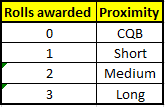 Rolls awarded Proximity
0 CQB
1 Short
2 Medium
3 Long